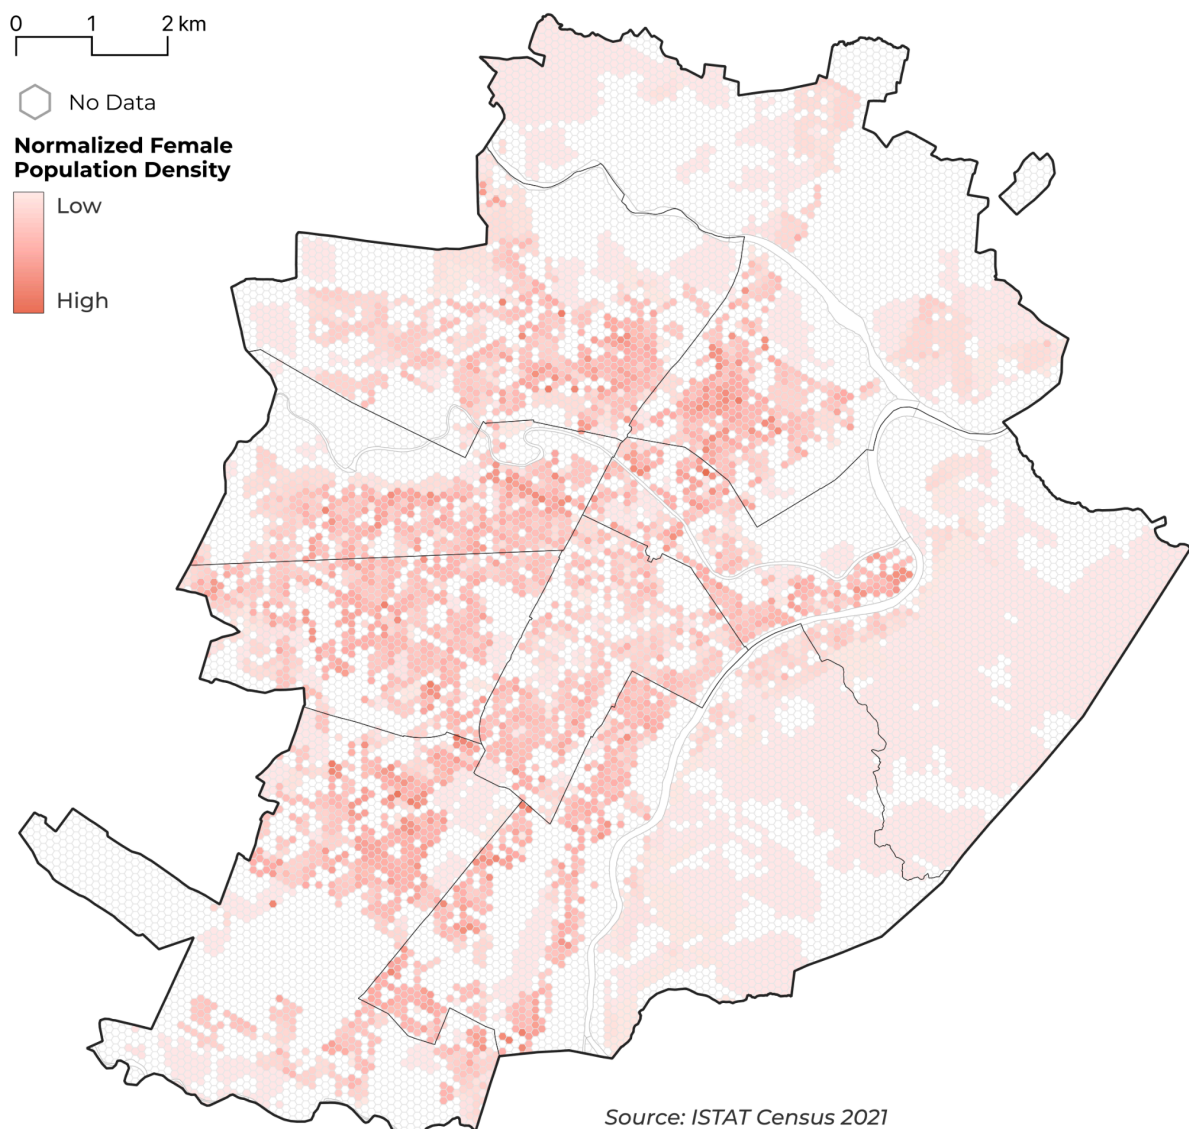 0 1 2 km
No Data
Normalized Female
Population Density
Low
High
Source: ISTAT Census 2021